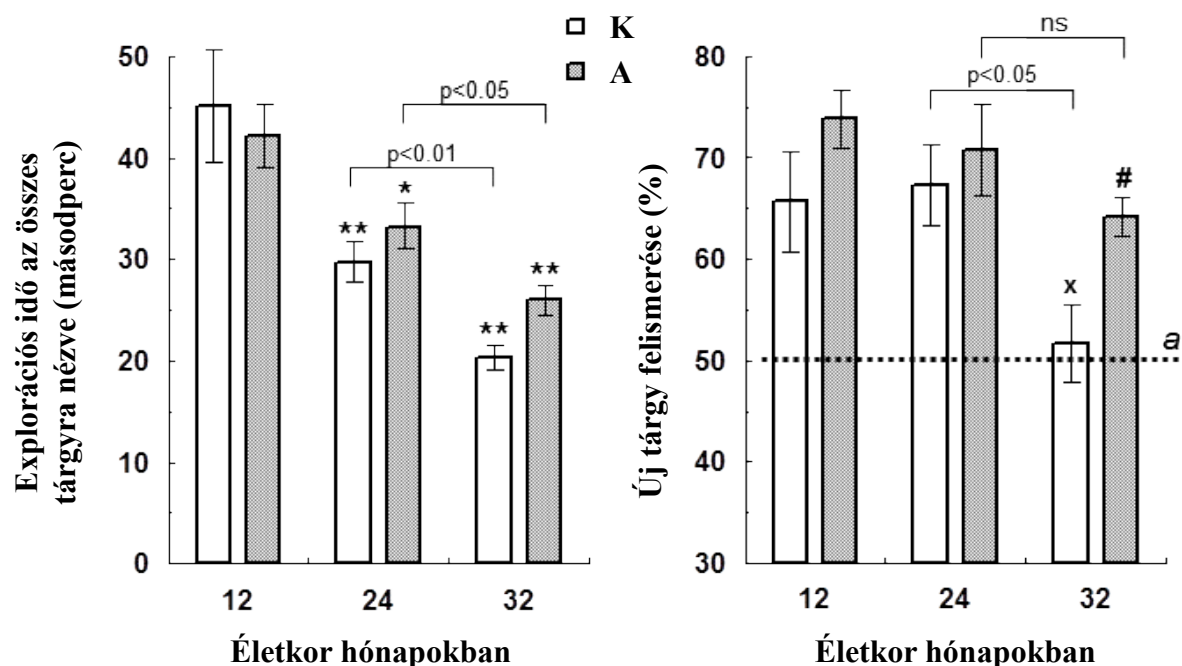 K
A
Explorációs idő az összes
tárgyra nézve (másodperc)
50
40
30
20
10
0
p<0.05
p<0.01
**
*
**
**
12 24 32
Életkor hónapokban
Új tárgy felismerése (%)
80
70
60
50
40
30
ns
p<0.05
#
x
a
12 24 32
Életkor hónapokban